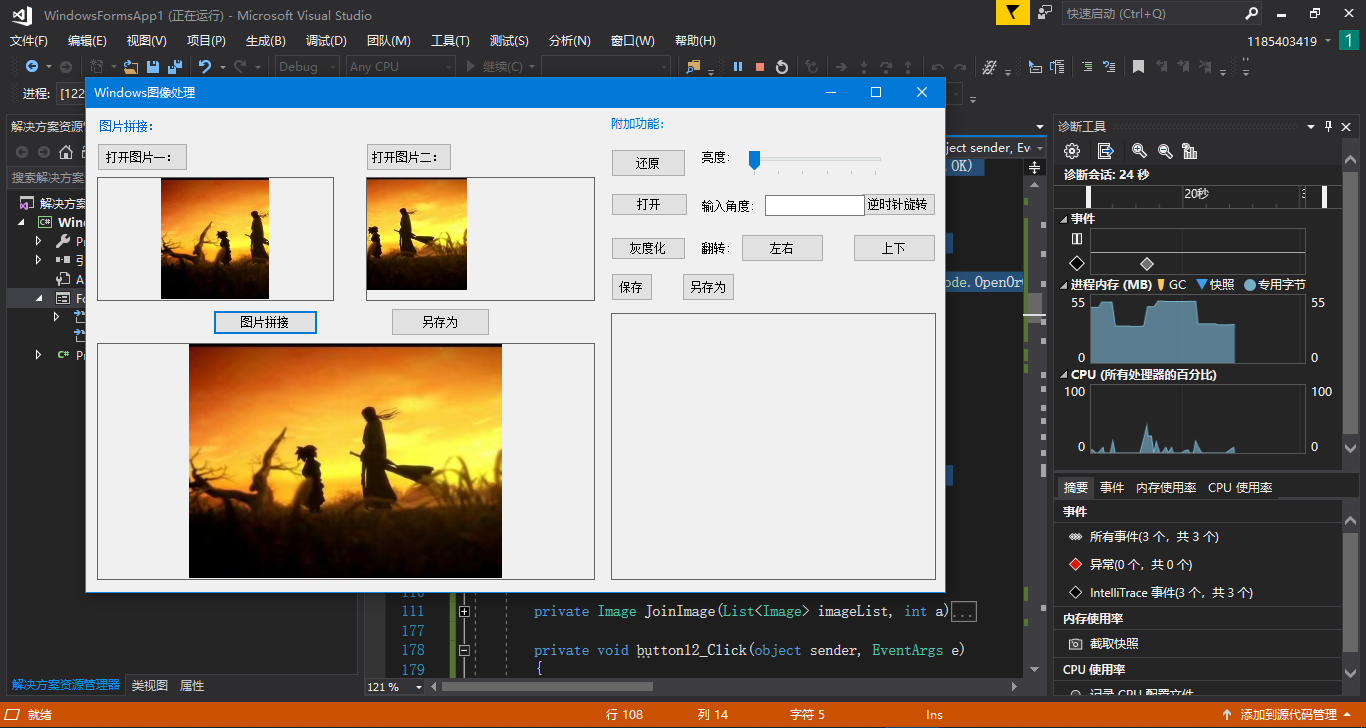 WindowsFormsApp1 (正在运行) - Microsoft Visual Studio
快速启动 (Ctrl+Q)
文件(F) 编辑(E) 视图(V) 项目(P) 生成(B) 调试(D) 团队(M) 工具(T) 测试(S) 分析(N) 窗口(W) 帮助(H)
1185403419
1
Debug
Any CPU
继续(C)
进程:
[122
Windows图像处理
图片拼接:
打开图片一:
打开图片二:
图片拼接
另存为
附加功能:
还原
亮度:
打开
输入角度:
逆时针旋转
灰度化
翻转:
左右
上下
保存
另存为
解决方案资源管
搜索解决方案
解决方
Wind
引
解决方案资源管理器
类视图
属性
ject sender, Eve
OK)
ode.OpenOr
111
private Image JoinImage(List<Image> imageList, int a)...
177
178
private void button12_Click(object sender, EventArgs e)
179
{
121 %
诊断工具
诊断会话: 24 秒
20秒
事件
进程内存 (MB)
GC
快照
专用字节
55
55
0
0
CPU (所有处理器的百分比)
100
100
0
0
摘要
事件
内存使用率
CPU 使用率
事件
所有事件(3 个，共 3 个)
异常(0 个，共 0 个)
IntelliTrace 事件(3 个，共 3 个)
内存使用率
截取快照
CPU 使用率
记录 CPU 配置文件
就绪
行 108
列 14
字符 5
Ins
添加到源代码管理